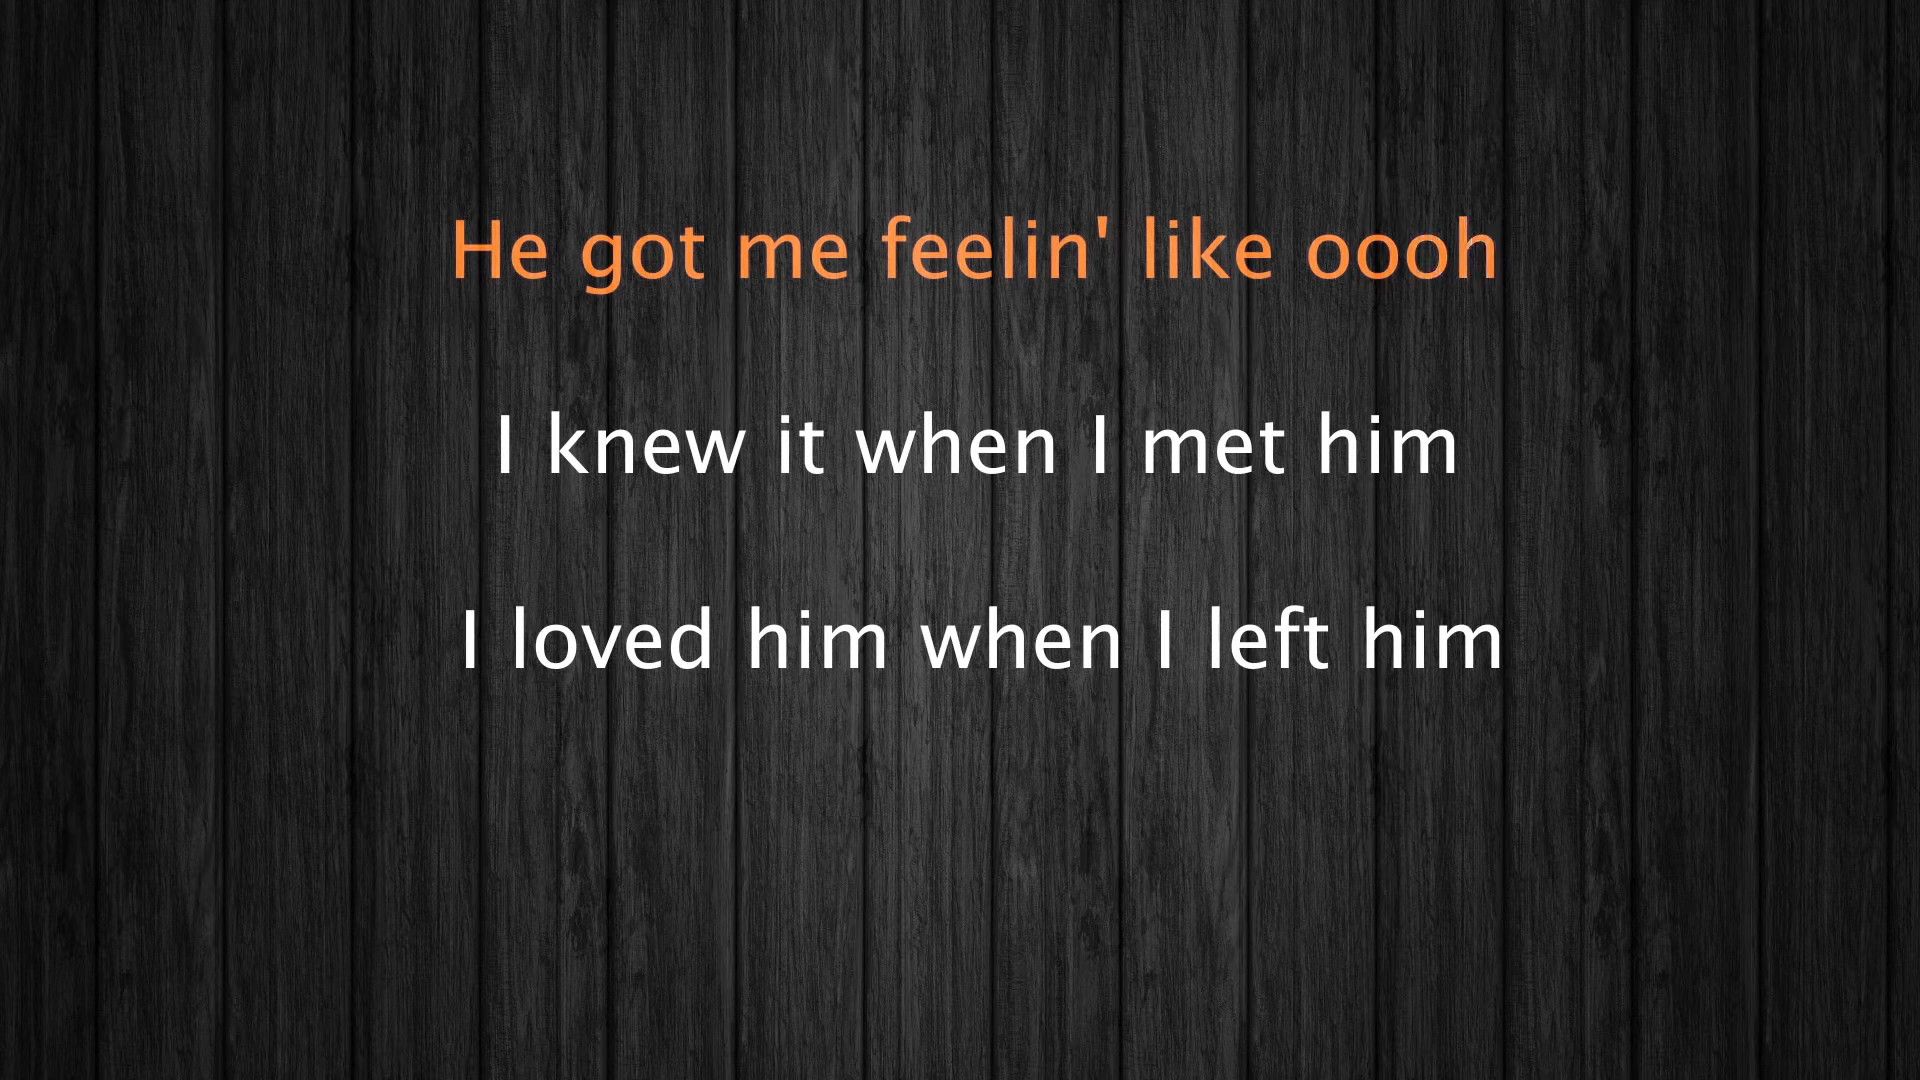 He got me feelin' like oooh
I knew it when I met him
I loved him when I left him